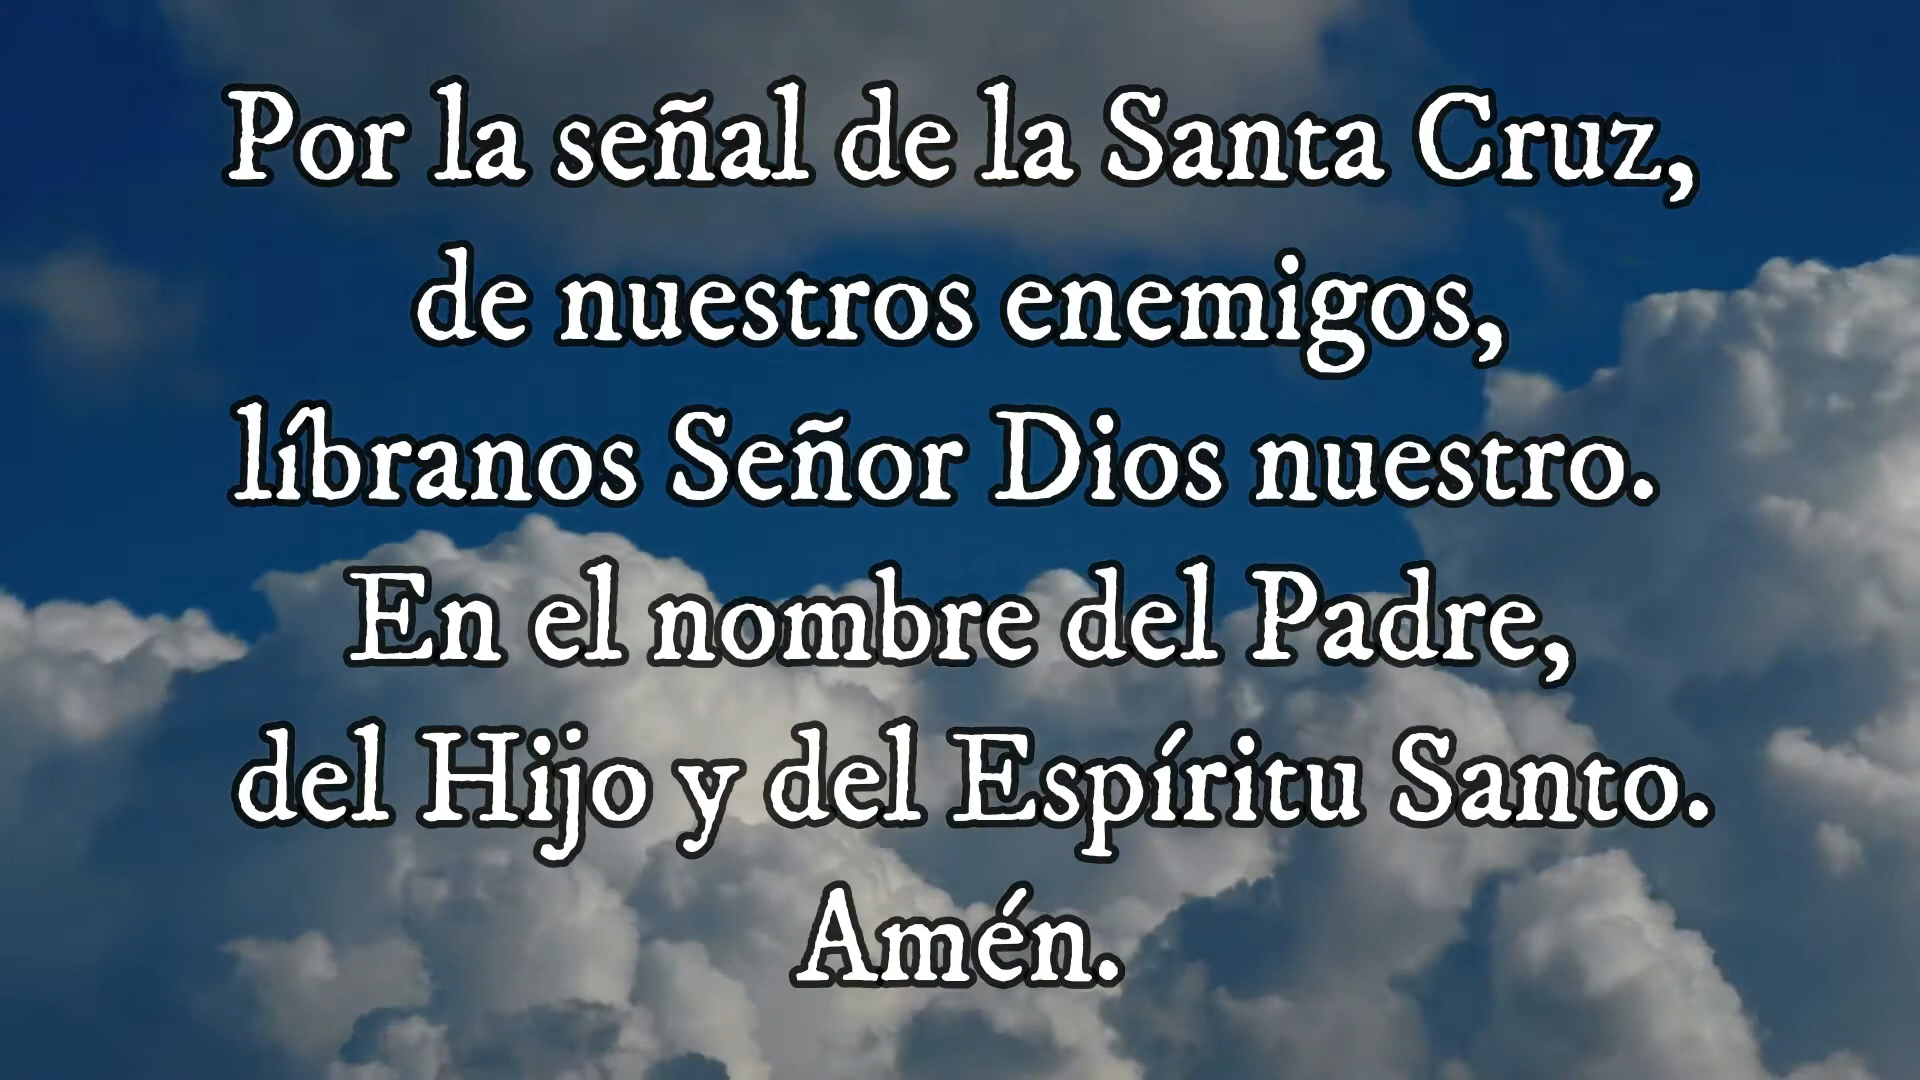 Por la señal de la Santa Cruz,
de nuestros enemigos,
líbranos Señor Dios nuestro.
En el nombre del Padre,
del Hijo y del Espíritu Santo.
Amén.